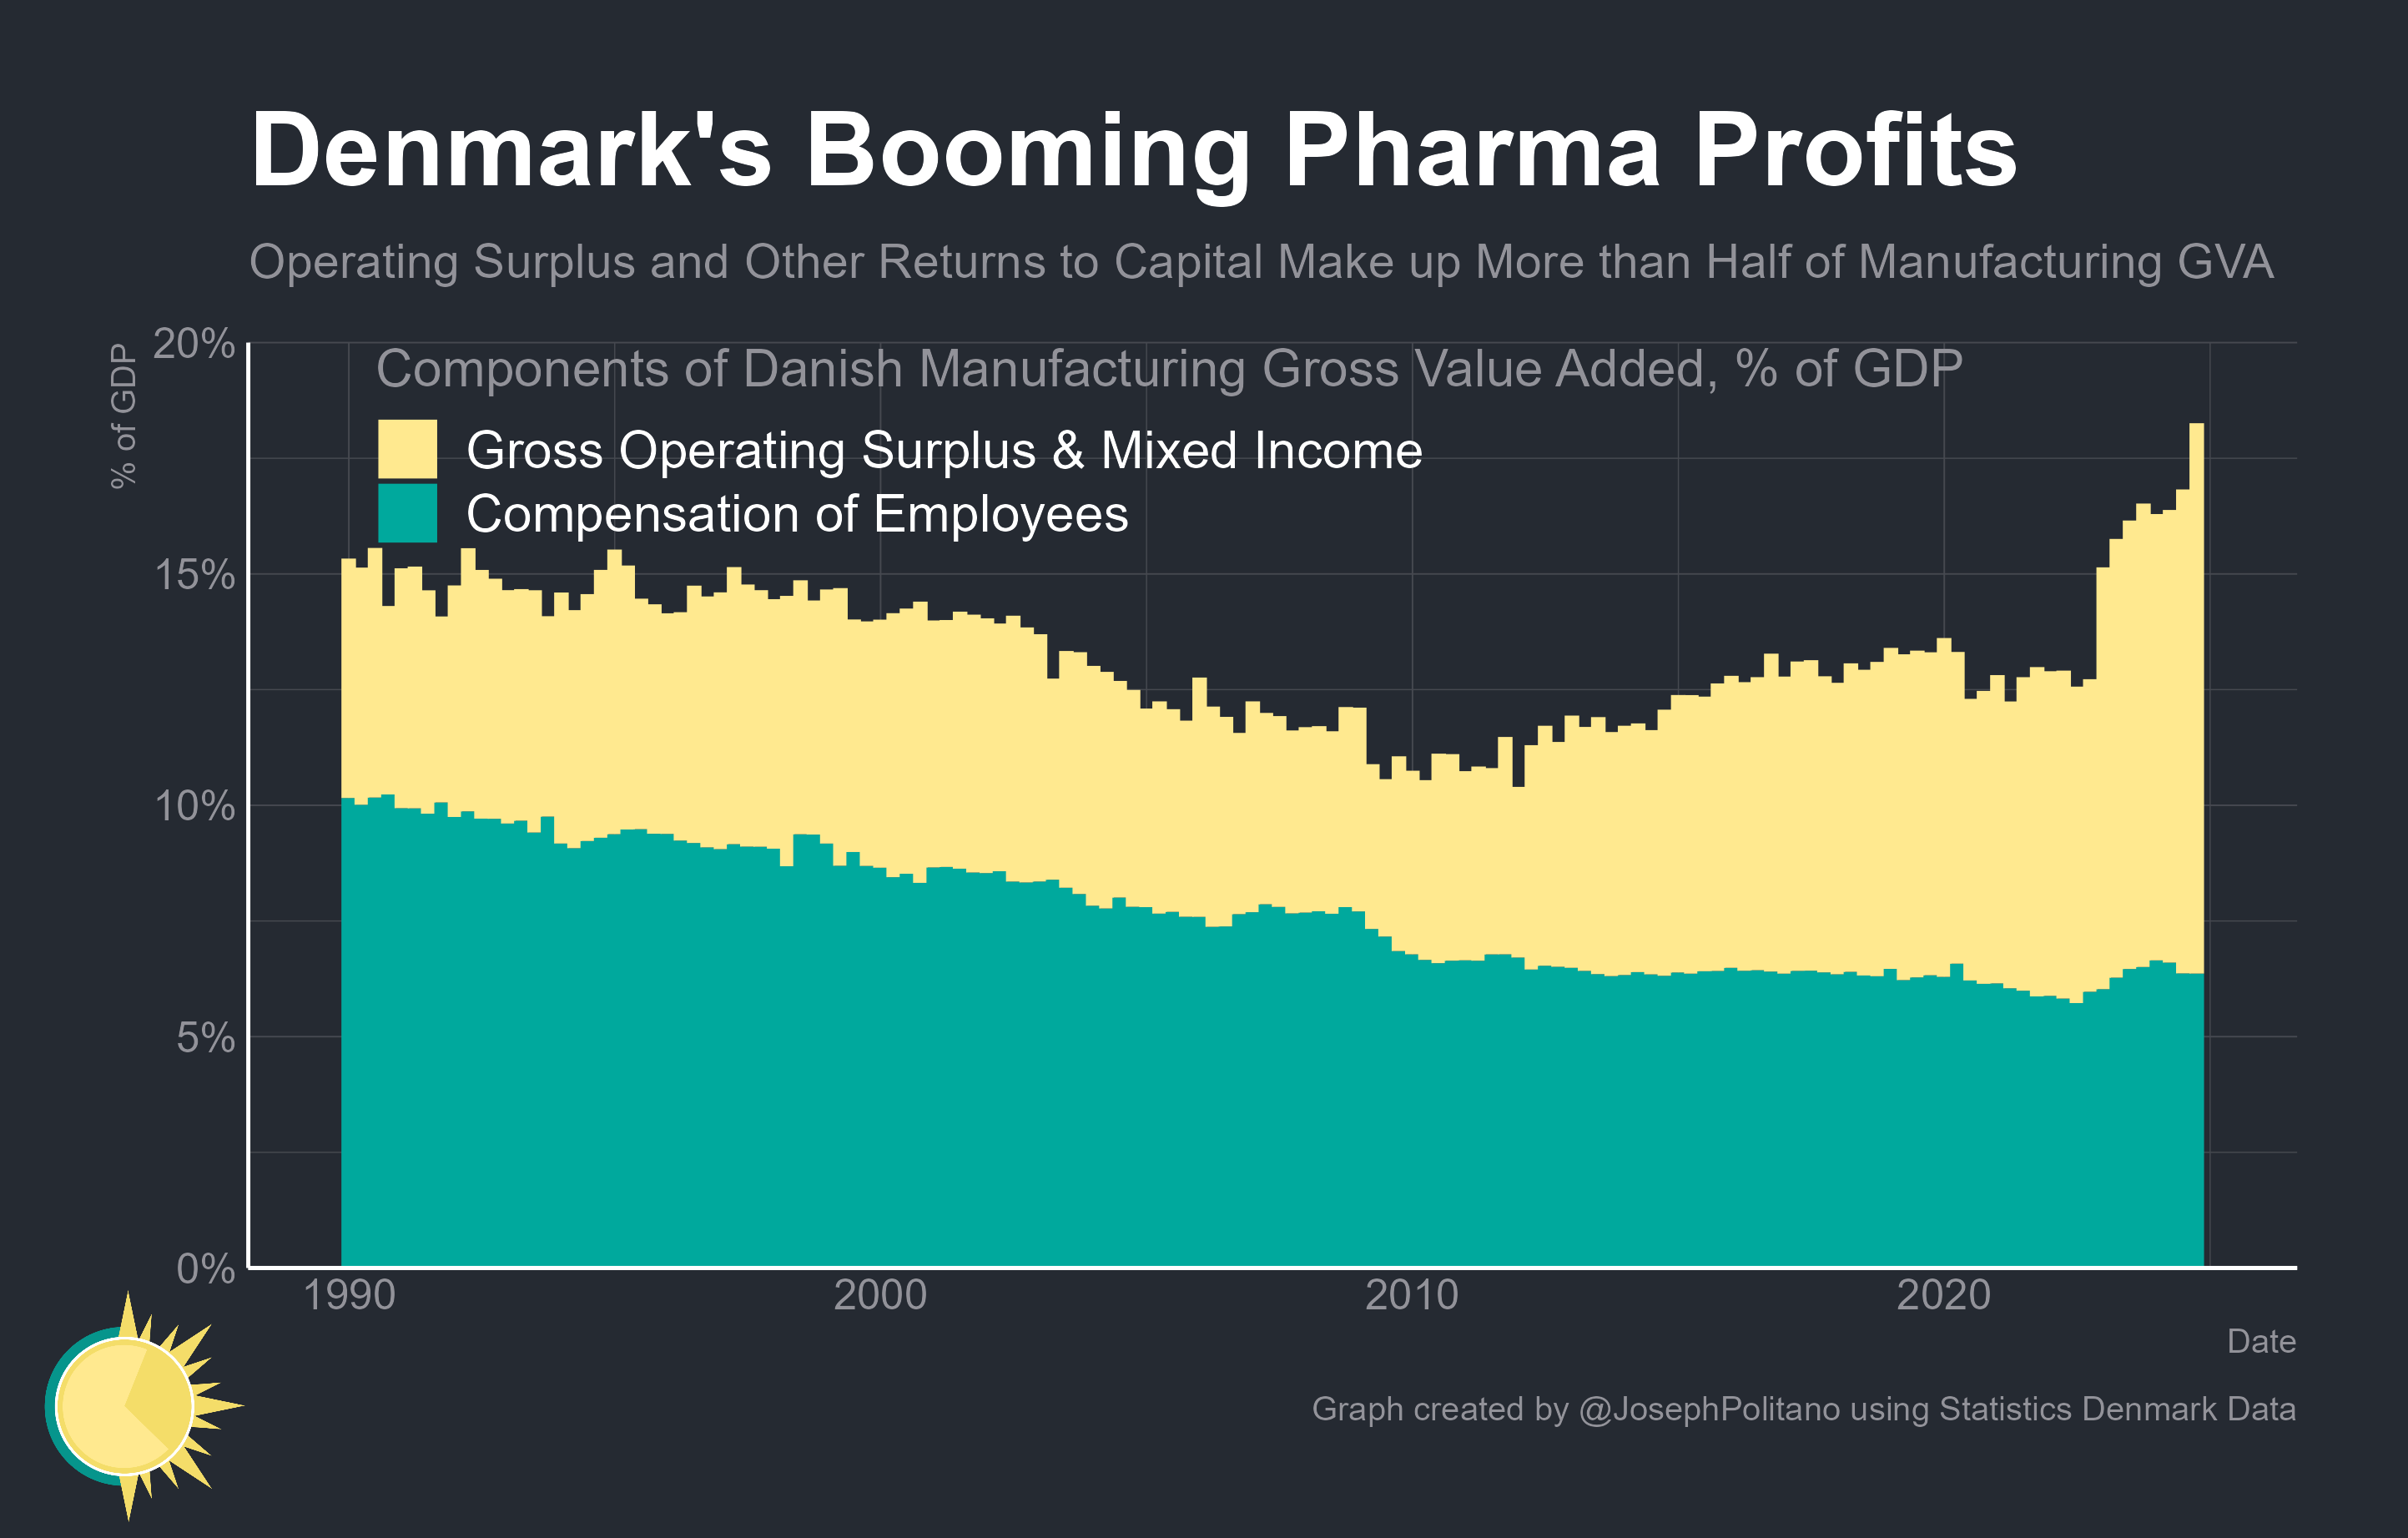 Denmark's Booming Pharma Profits
Operating Surplus and Other Returns to Capital Make up More than Half of Manufacturing GVA
% of GDP
20%
15%
10%
5%
0%
Components of Danish Manufacturing Gross Value Added, % of GDP
Gross Operating Surplus & Mixed Income
Compensation of Employees
1990 2000 2010 2020
Date
Graph created by @JosephPolitano using Statistics Denmark Data